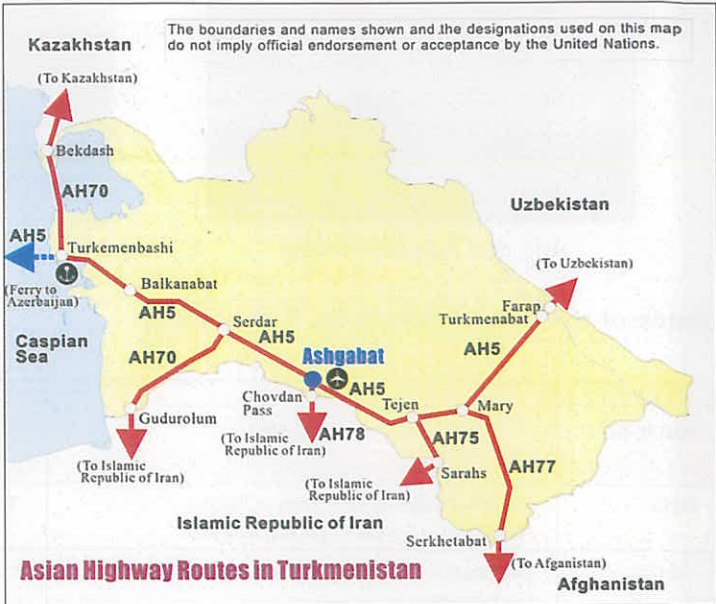 The boundaries and names shown and the designations used on this map
do not imply official endorsement or acceptance by the United Nations.
Kazakhstan
(To Kazakhstan)
Bekdash
AH70
Uzbekistan
AH5
Turkemenbashi
(To Uzbekistan)
(Ferry to
Azerbaijan)
Balkanabat
Farap
Turkmenabat
AH5
Serdar
Caspian
Sea
AH5
AH70
Ashgabat
AH5
AH5
Chovdan
Pass
Tejen
Mary
Gudurolum
(To Islamic
Republic of Iran)
AH78
AH75
(To Islamic
Republic of Iran)
(To Islamic
Republic of Iran)
Sarahs
AH77
Islamic Republic of Iran
Serkhetabat
Asian Highway Routes in Turkmenistan
(To Afganistan)
Afghanistan